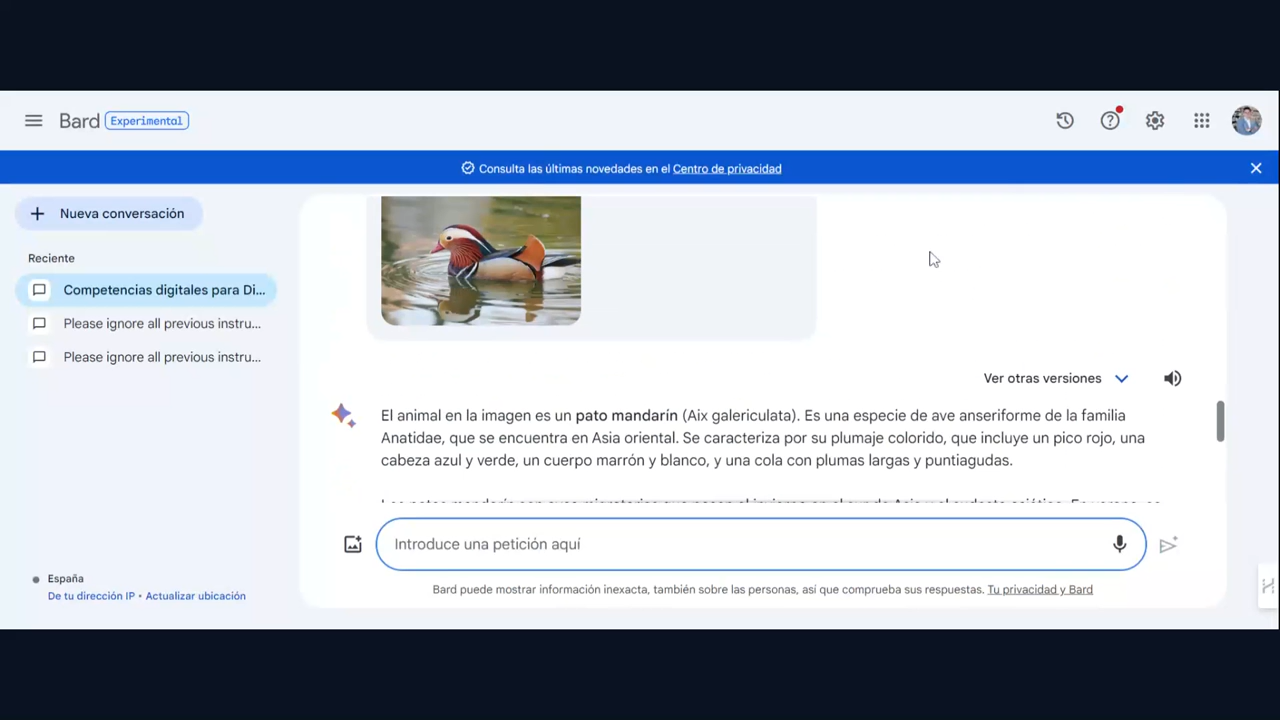 Bard Experimental
Consulta las últimas novedades en el Centro de privacidad
Nueva conversación
Reciente
Competencias digitales para Di...
Please ignore all previous instru...
Please ignore all previous instru...
España
De tu dirección IP • Actualizar ubicación
Ver otras versiones
El animal en la imagen es un pato mandarín (Aix galericulata). Es una especie de ave anseriforme de la familia
Anatidae, que se encuentra en Asia oriental. Se caracteriza por su plumaje colorido, que incluye un pico rojo, una
cabeza azul y verde, un cuerpo marrón y blanco, y una cola con plumas largas y puntiagudas.
Introduce una petición aquí
Bard puede mostrar información inexacta, también sobre las personas, así que comprueba sus respuestas. Tu privacidad y Bard